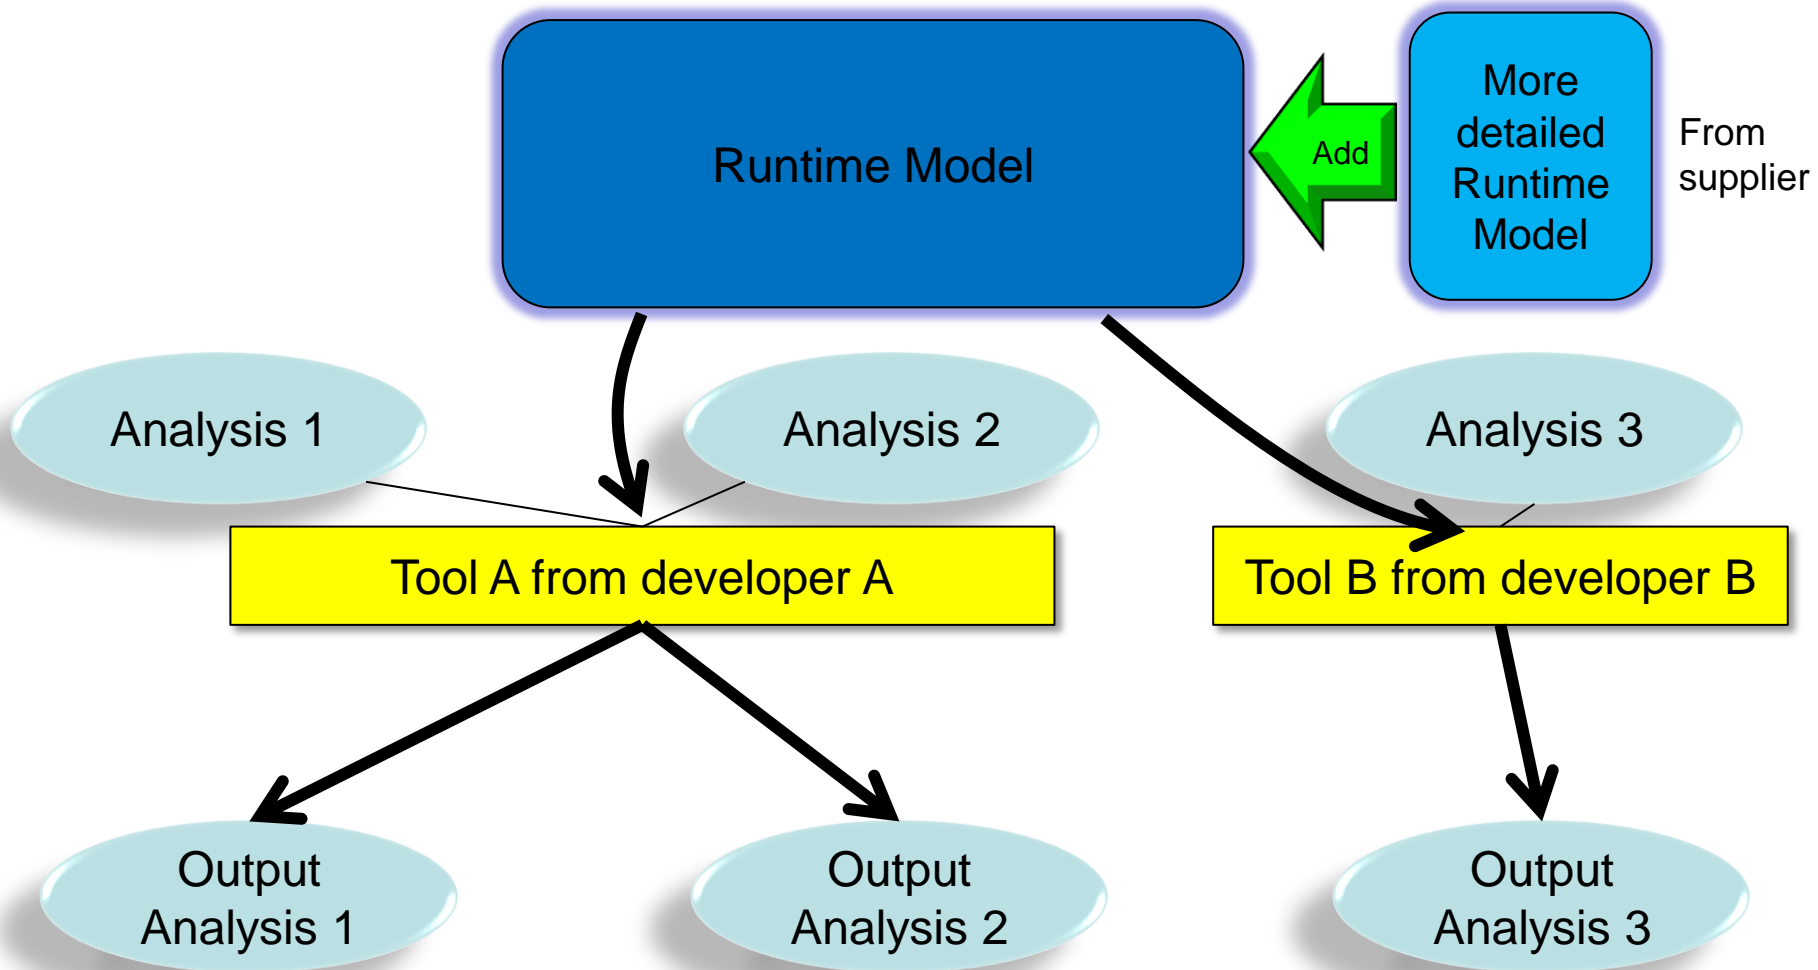 Runtime Model
Add
More
detailed
Runtime
Model
From
supplier
Analysis 1
Analysis 2
Analysis 3
Tool A from developer A
Tool B from developer B
Output
Analysis 1
Output
Analysis 2
Output
Analysis 3